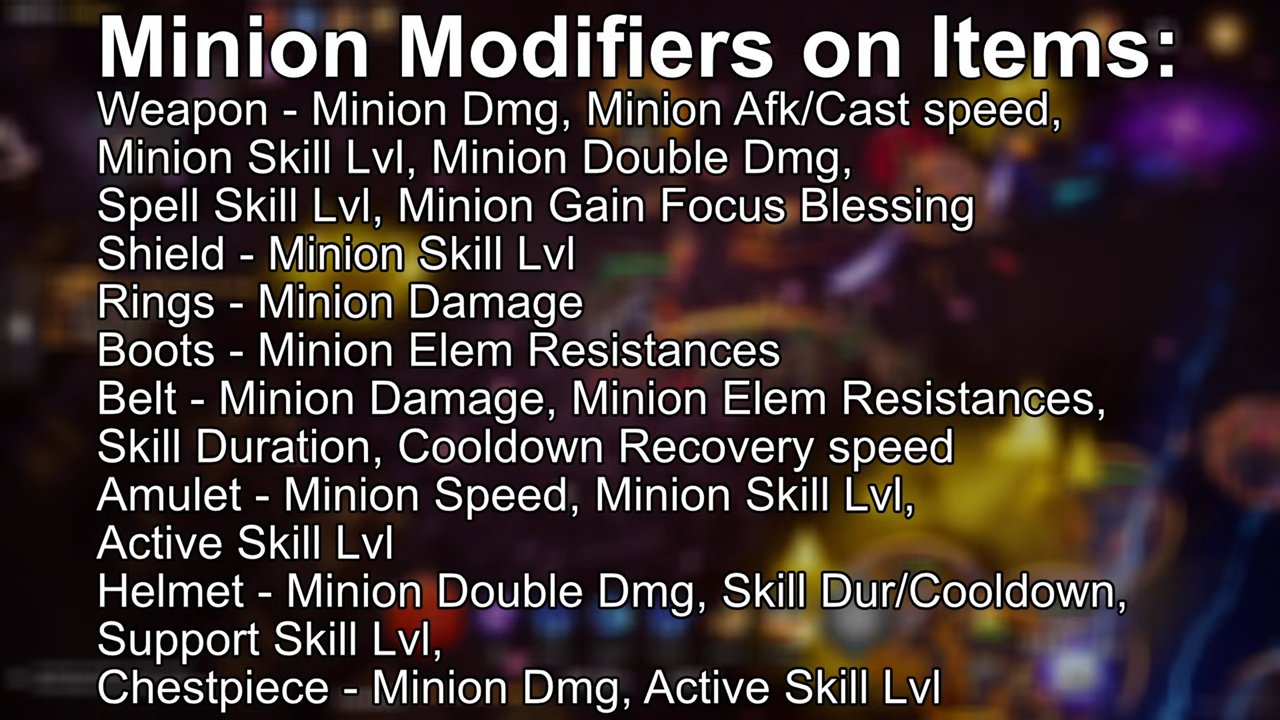 Minion Modifiers on Items:
Weapon - Minion Dmg, Minion Afk/Cast speed,
Minion Skill Lvl, Minion Double Dmg,
Spell Skill Lvl, Minion Gain Focus Blessing
Shield - Minion Skill Lvl
Rings - Minion Damage
Boots - Minion Elem Resistances
Belt - Minion Damage, Minion Elem Resistances,
Skill Duration, Cooldown Recovery speed
Amulet - Minion Speed, Minion Skill Lvl,
Active Skill Lvl
Helmet - Minion Double Dmg, Skill Dur/Cooldown,
Support Skill Lvl,
Chestpiece - Minion Dmg, Active Skill Lvl